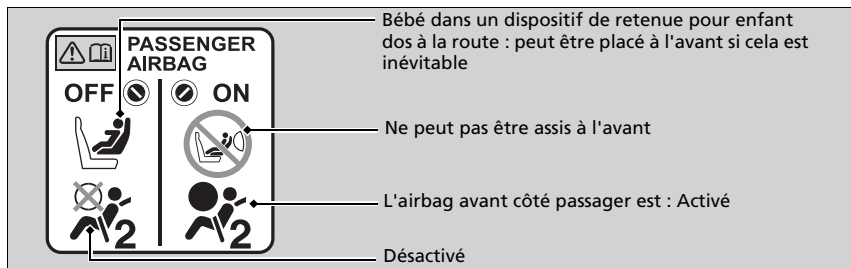 PASSENGER
AIRBAG
OFF ON
2 2
Bébé dans un dispositif de retenue pour enfant
dos à la route : peut être placé à l'avant si cela est
inévitable
Ne peut pas être assis à l'avant
L'airbag avant côté passager est : Activé
Désactivé